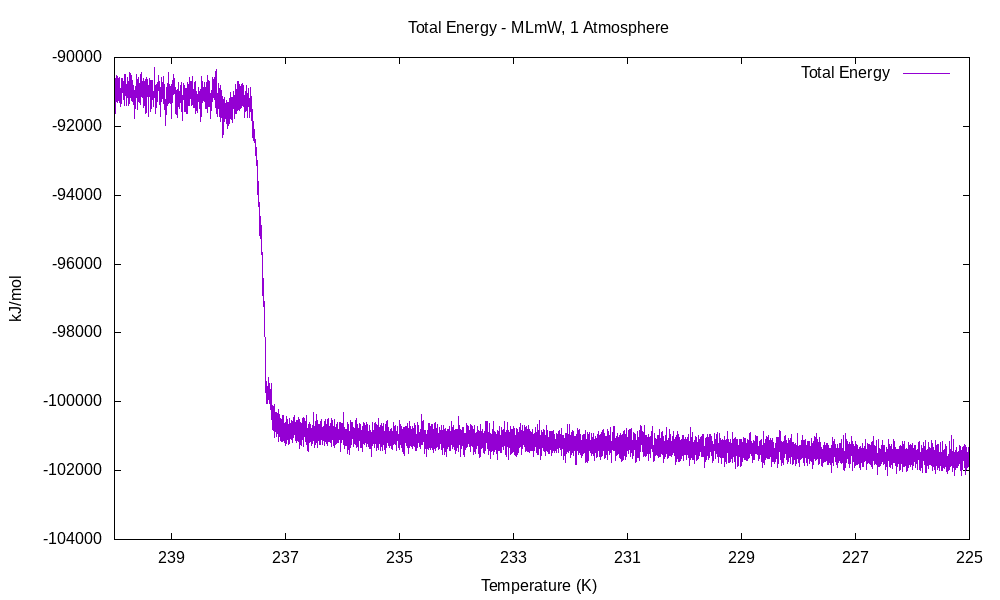 Total Energy - MLmW, 1 Atmosphere
Total Energy
-90000
-92000
-94000
-96000
-98000
-100000
-102000
-104000
kJ/mol
239 237 235 233 231 229 227 225
Temperature (K)